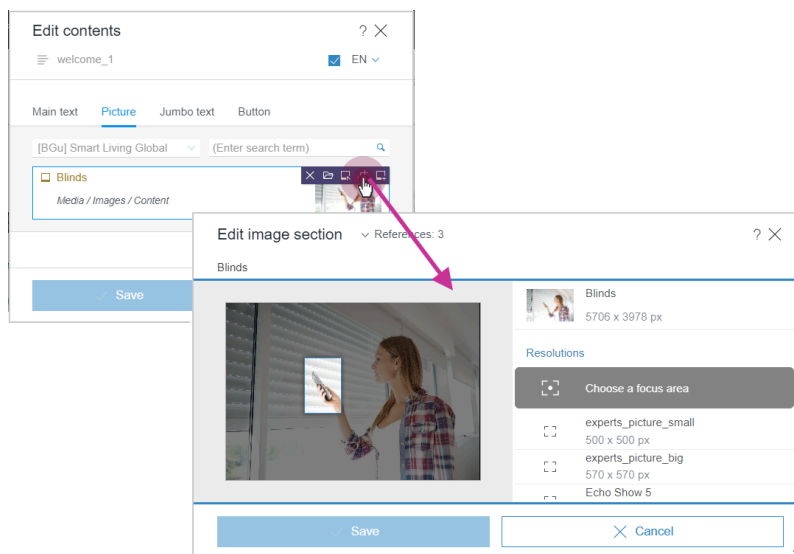 Edit contents
?
welcome_1
EN
Main text Picture Jumbo text Button
[BGu] Smart Living Global (Enter search term)
Blinds
Media / Images / Content
Save
Edit image section References: 3 ?
Blinds
Blinds
5706 x 3978 px
Resolutions
Choose a focus area
experts_picture_small
500 x 500 px
experts_picture_big
570 x 570 px
Echo Show 5
Save
Cancel